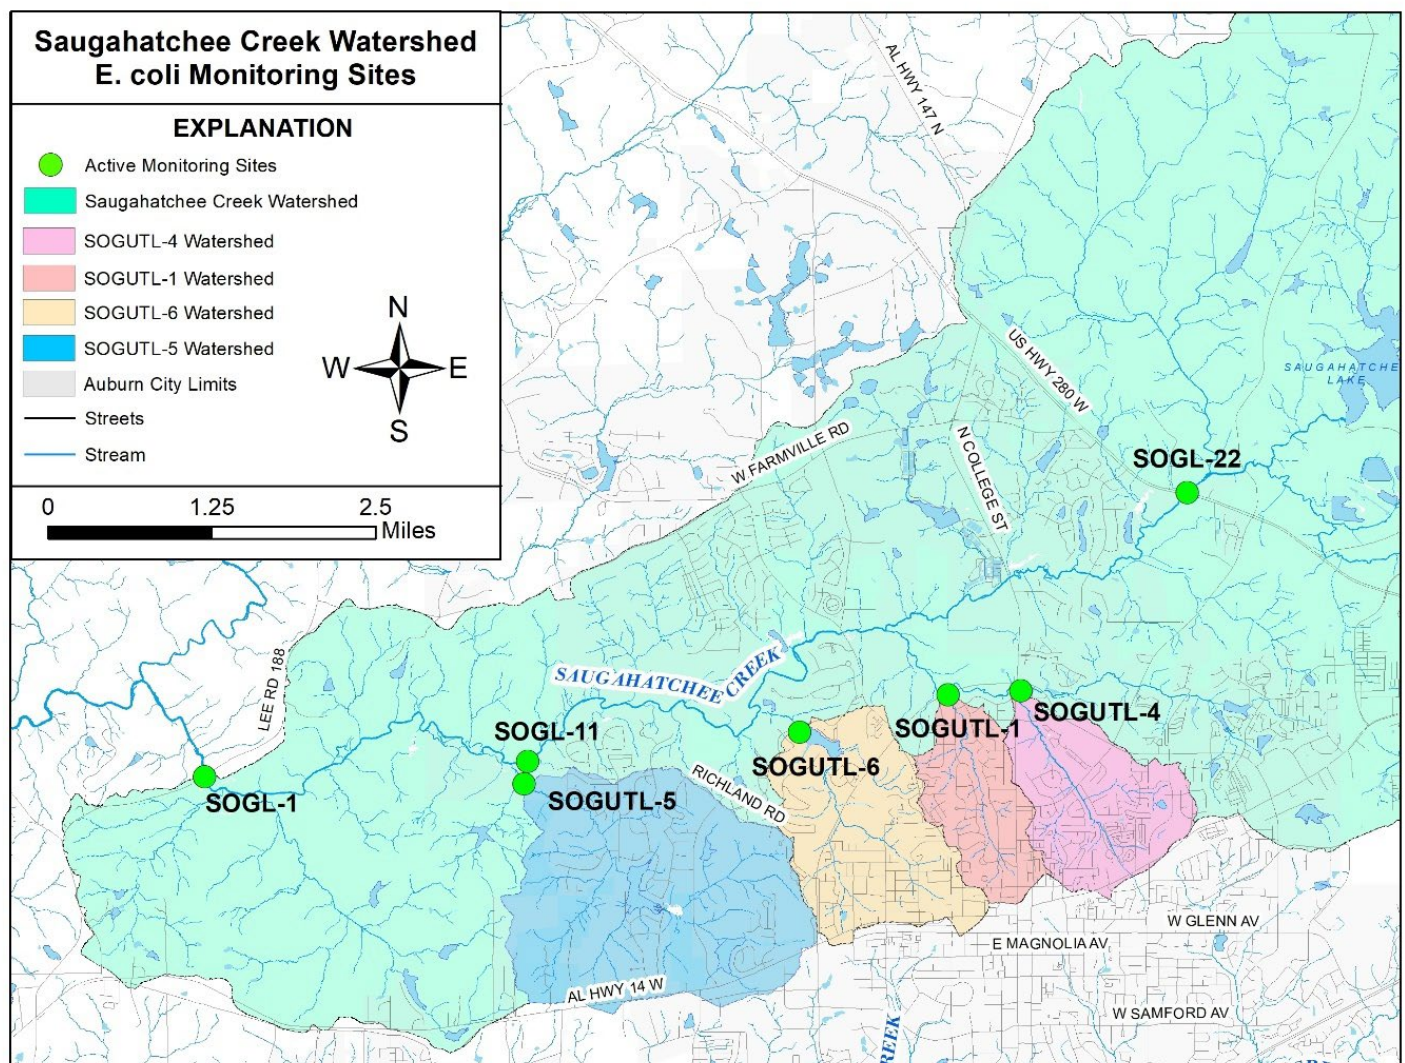 Saugahatchee Creek Watershed
E. coli Monitoring Sites
EXPLANATION
Active Monitoring Sites
Saugahatchee Creek Watershed
SOGUTL-4 Watershed
SOGUTL-1 Watershed
SOGUTL-6 Watershed
SOGUTL-5 Watershed
Auburn City Limits
Streets
Stream
N
W E
S
0 1.25 2.5
Miles
AL HWY 147 N
US HWY 280 W
SAUGAHATCHE
LAKE
W FARMVILLE RD
N COLLEGE ST
SOGL-22
LEE RD 188
SAUGAHATCHEE CREEK
SOGUTL-4
SOGUTL-1
SOGL-11
SOGUTL-6
SOGL-1
SOGUTL-5
RICHLAND RD
W GLENN AV
E MAGNOLIA AV
AL HWY 14 W
W SAMFORD AV
REEK